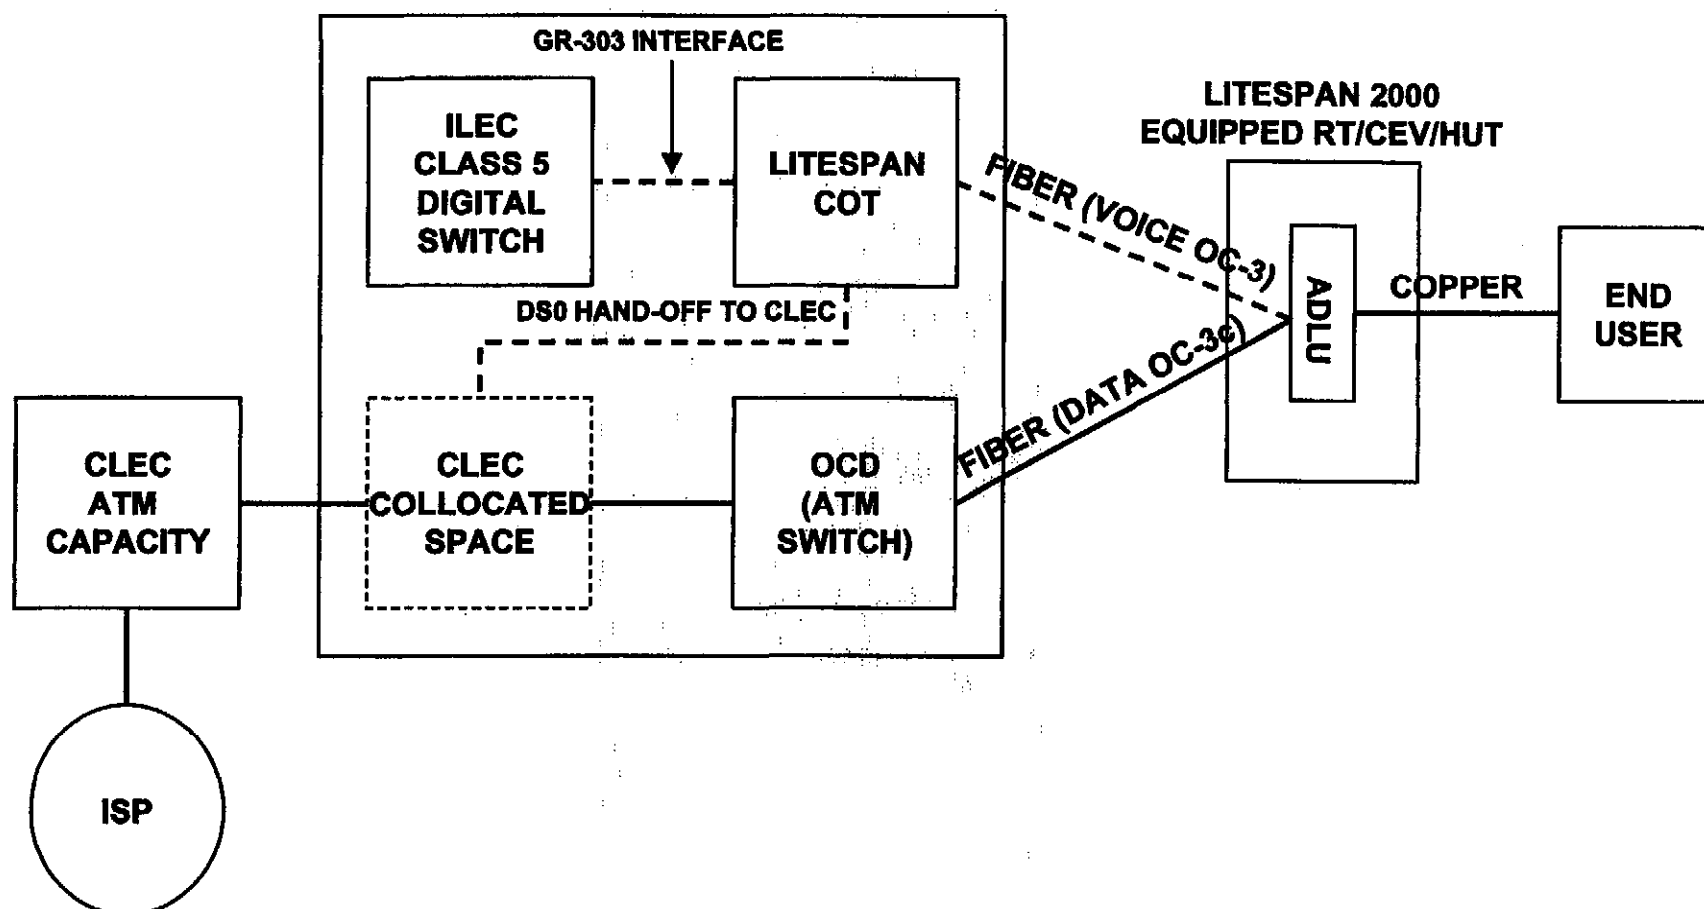 GR-303 INTERFACE
ILEC
CLASS 5
DIGITAL
SWITCH
LITESPAN
COT
LITESPAN 2000
EQUIPPED RT/CEV/HUT
FIBER (VOICE OC-3)
ADLU
COPPER
END
USER
DS0 HAND-OFF TO CLEC
FIBER (DATA OC-3c)
CLEC
ATM
CAPACITY
CLEC
COLLOCATED
SPACE
OCD
(ATM
SWITCH)
ISP